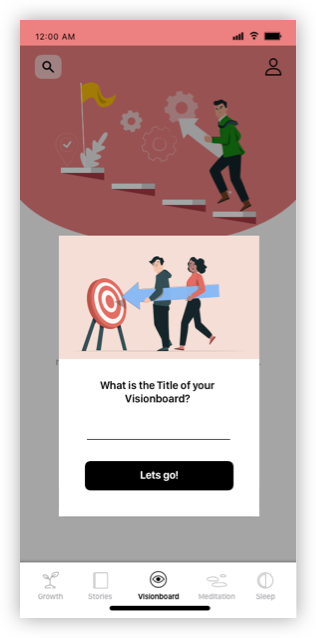 12:00 AM
What is the Title of your
Visionboard?
Lets go!
Growth
Stories
Visionboard
Meditation
Sleep